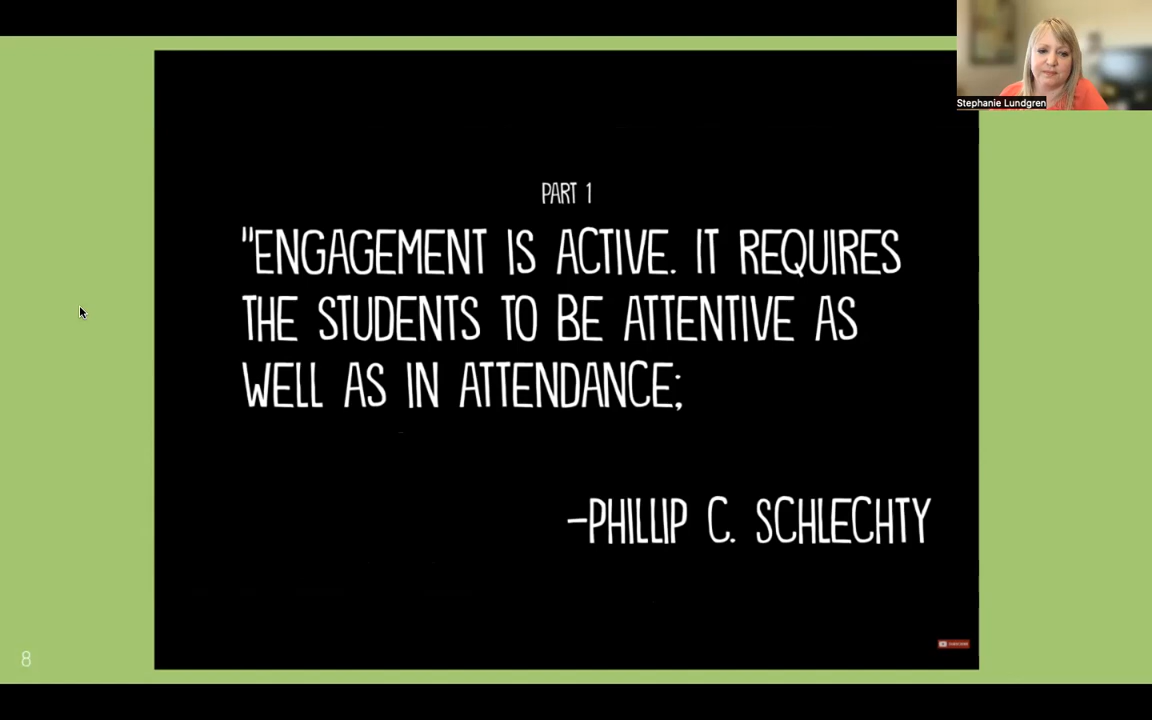 Stephanie Lundgren
PART 1
"ENGAGEMENT IS ACTIVE. IT REQUIRES
THE STUDENTS TO BE ATTENTIVE AS
WELL AS IN ATTENDANCE;
-PHILLIP C. SCHLECHTY
SUBSCRIBE
8